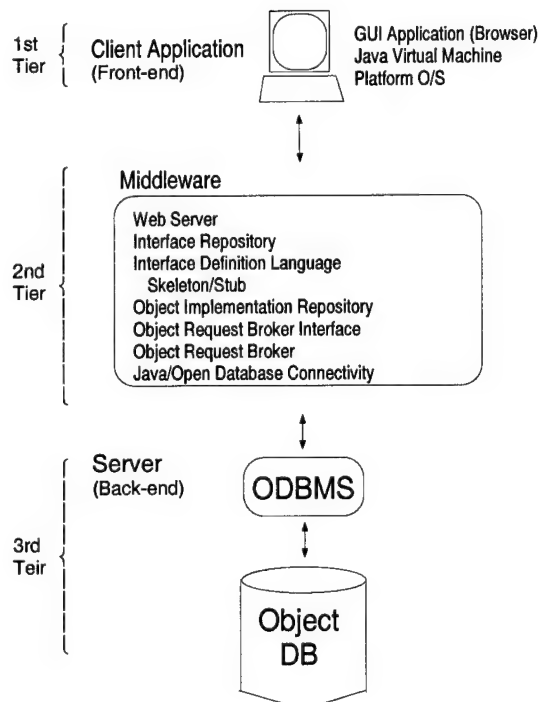 1st
Tier
Client Application
(Front-end)
GUI Application (Browser)
Java Virtual Machine
Platform O/S
Middleware
2nd
Tier
Web Server
Interface Repository
Interface Definition Language
Skeleton/Stub
Object Implementation Repository
Object Request Broker Interface
Object Request Broker
Java/Open Database Connectivity
Server
(Back-end)
ODBMS
3rd
Teir
Object
DB